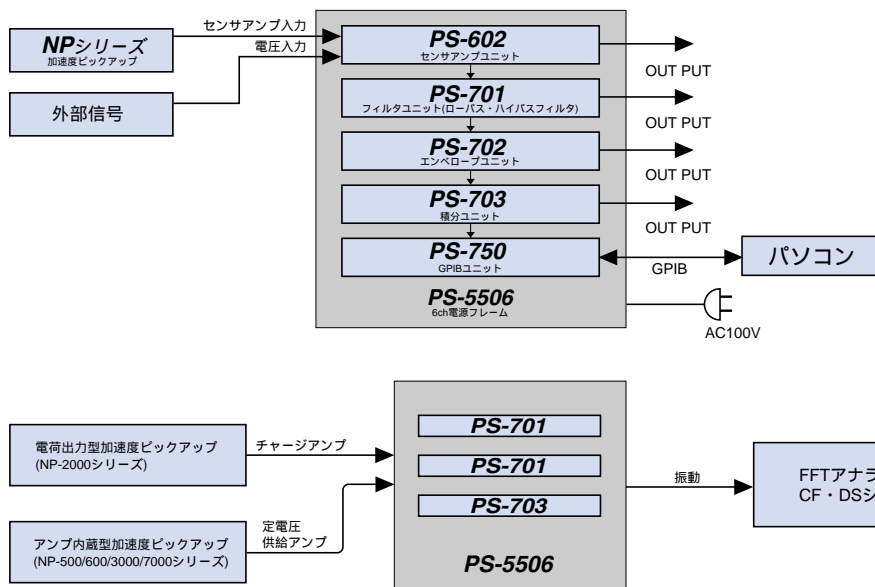 センサアンプ入力
NPシリーズ
加速度ピックアップ
電圧入力
外部信号
PS-602
センサアンプユニット
OUT PUT
PS-701
フィルタユニット(ローパス・ハイパスフィルタ)
OUT PUT
PS-702
エンベロープユニット
OUT PUT
PS-703
積分ユニット
OUT PUT
PS-750
GPIBユニット
GPIB
パソコン
PS-5506
6ch電源フレーム
AC100V
電荷出力型加速度ピックアップ
(NP-2000シリーズ)
チャージアンプ
アンプ内蔵型加速度ピックアップ
(NP-500/600/3000/7000シリーズ)
定電圧
供給アンプ
PS-701
PS-701
PS-703
PS-5506
振動
FFTアナラ
CF・DSシ